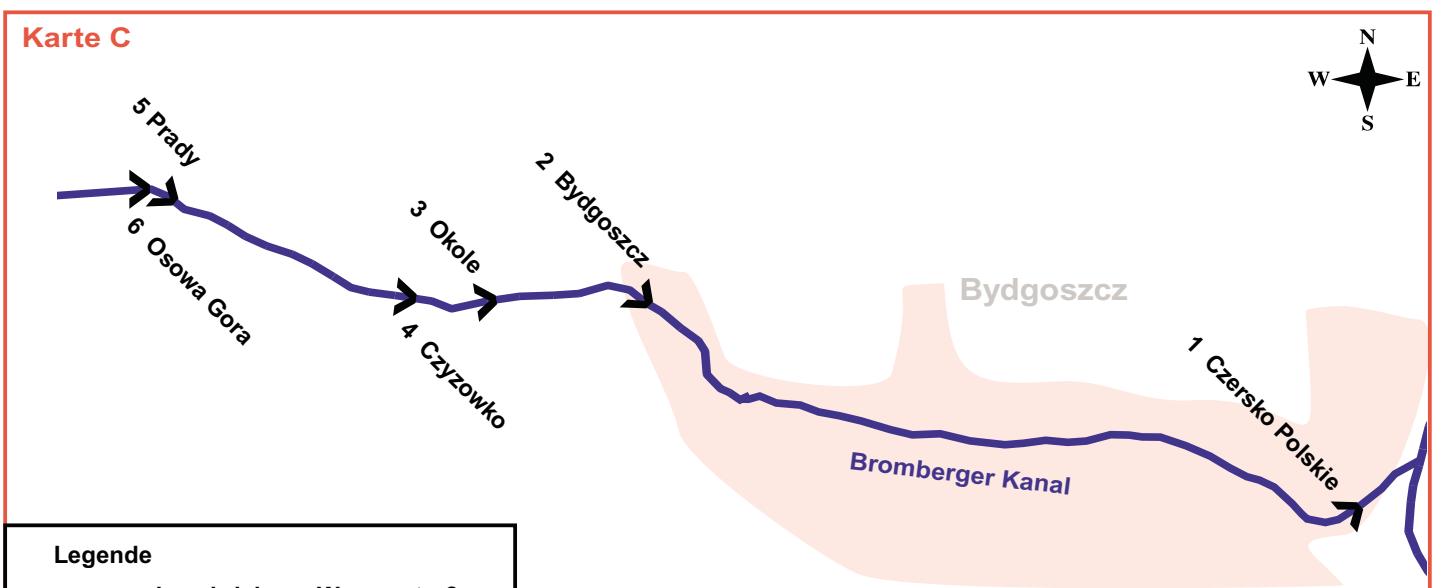 Karte C
N
W E
S
5 Prady
2 Bydgoszcz
3 Okole
6 Osowa Gora
Bydgoszcz
4 Czyzowko
1 Czersko Polskie
Bromberger Kanal
Legende